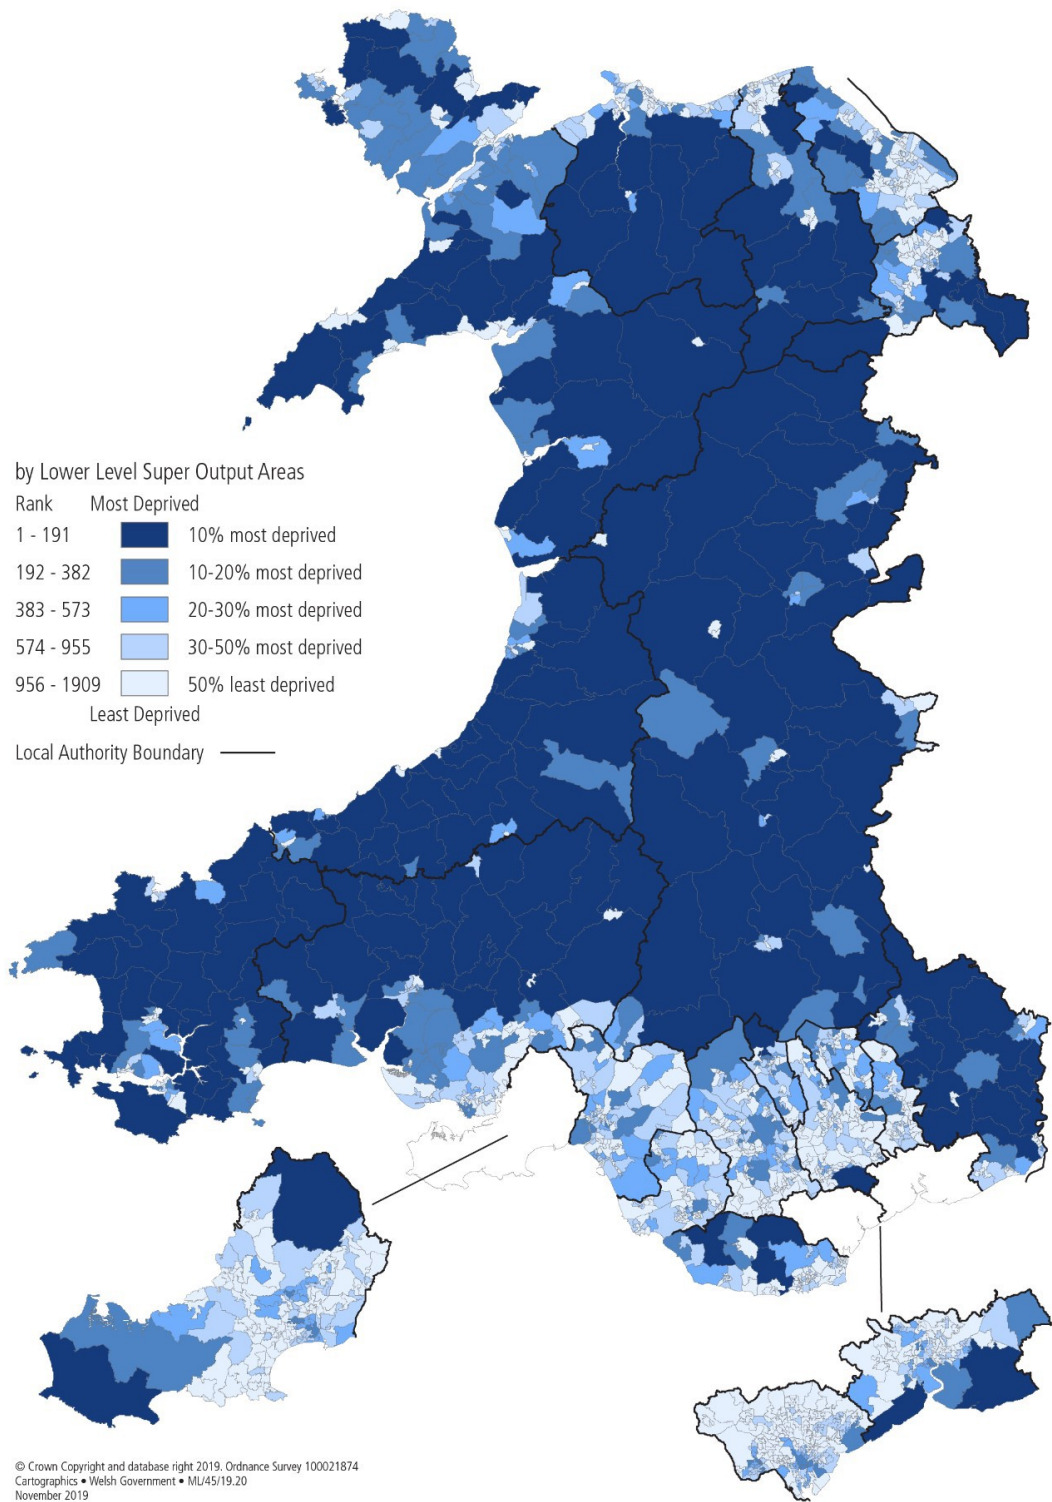 by Lower Level Super Output Areas
Rank Most Deprived
1 - 191 10% most deprived
192 - 382 10-20% most deprived
383 - 573 20-30% most deprived
574 - 955 30-50% most deprived
956 - 1909 50% least deprived
Least Deprived
Local Authority Boundary
© Crown Copyright and database right 2019. Ordnance Survey 100021874
Cartographics • Welsh Government • ML/45/19.20
November 2019